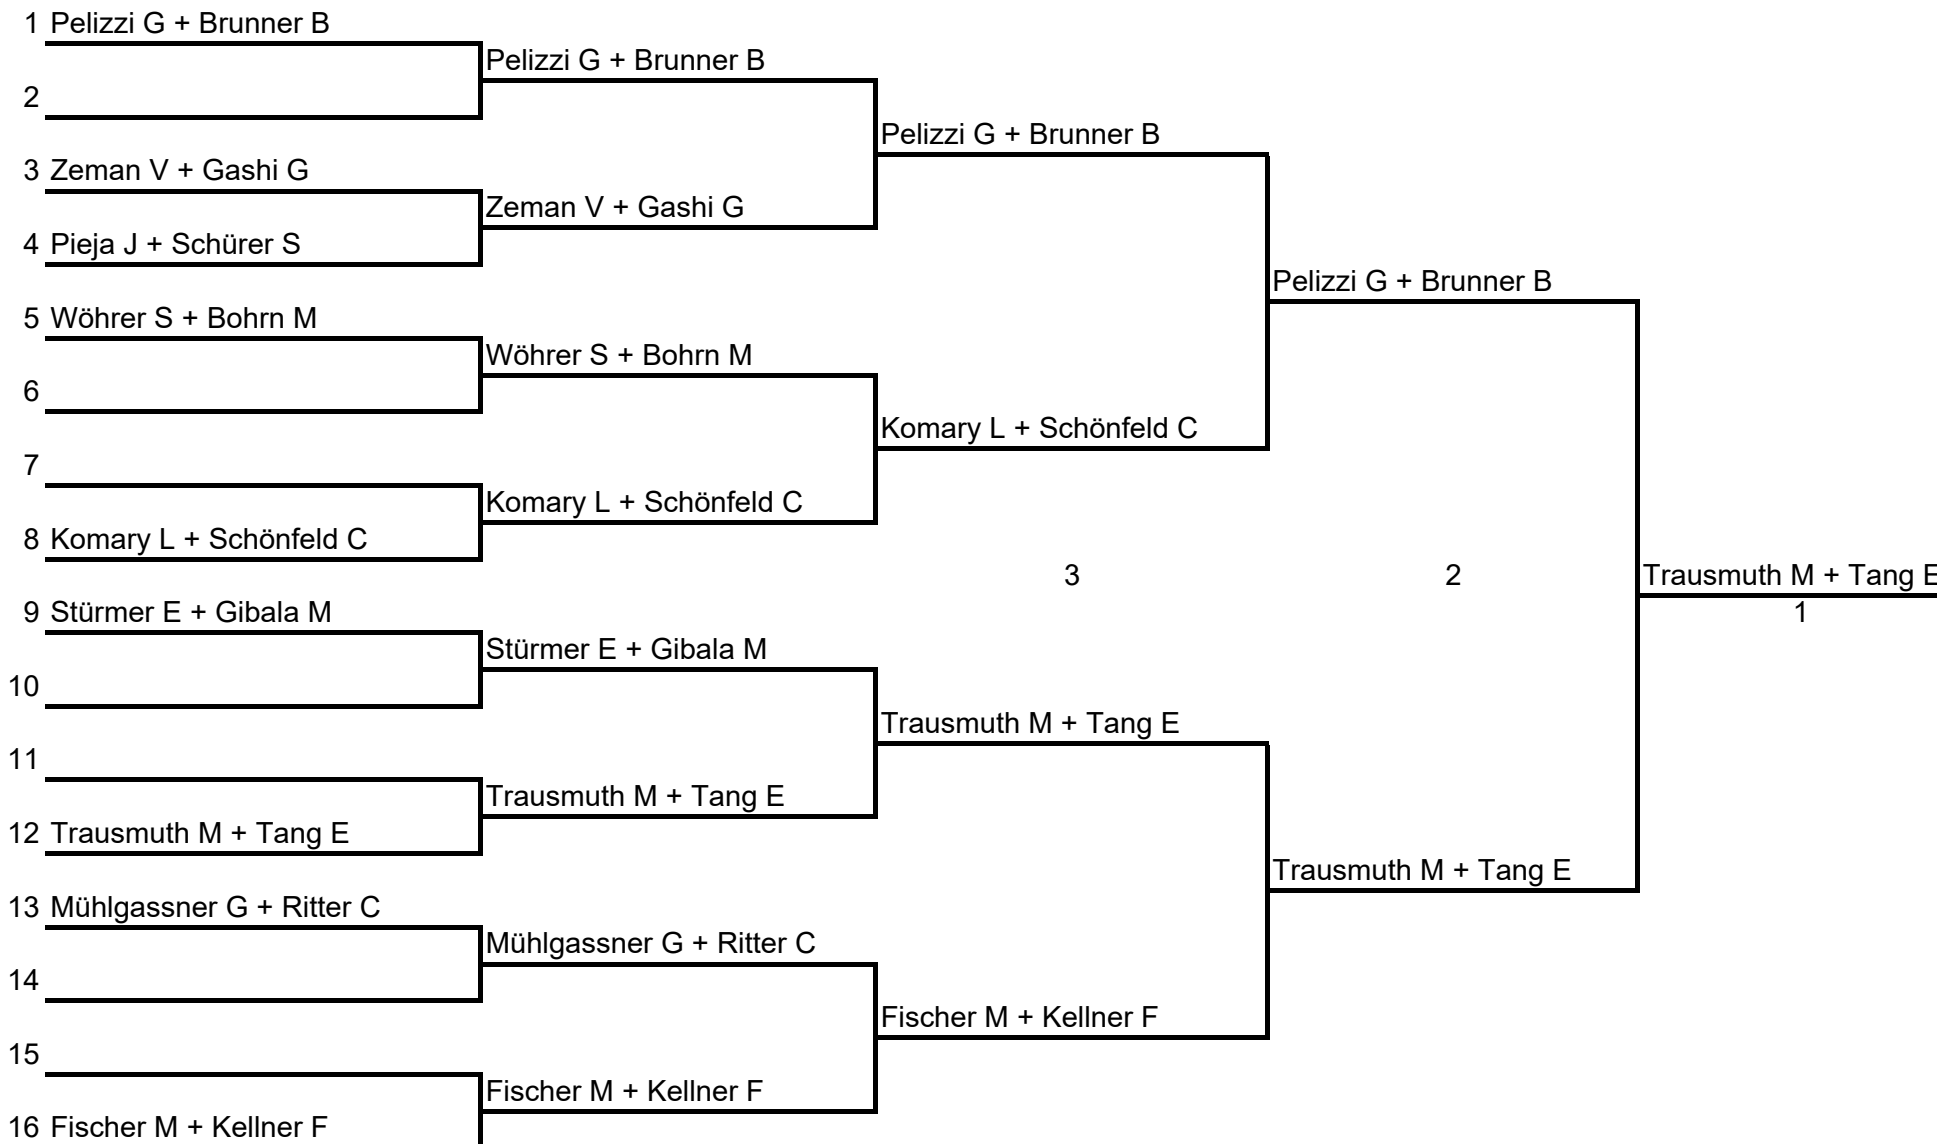 1 Pelizzi G + Brunner B
Pelizzi G + Brunner B
2
Pelizzi G + Brunner B
3 Zeman V + Gashi G
Zeman V + Gashi G
4 Pieja J + Schürer S
Pelizzi G + Brunner B
5 Wöhrer S + Bohrn M
Wöhrer S + Bohrn M
6
Komary L + Schönfeld C
7
Komary L + Schönfeld C
8 Komary L + Schönfeld C
3 2 Trausmuth M + Tang E
9 Stürmer E + Gibala M 1
Stürmer E + Gibala M
10
Trausmuth M + Tang E
11
Trausmuth M + Tang E
12 Trausmuth M + Tang E
Trausmuth M + Tang E
13 Mühlgassner G + Ritter C
Mühlgassner G + Ritter C
14
Fischer M + Kellner F
15
Fischer M + Kellner F
16 Fischer M + Kellner F